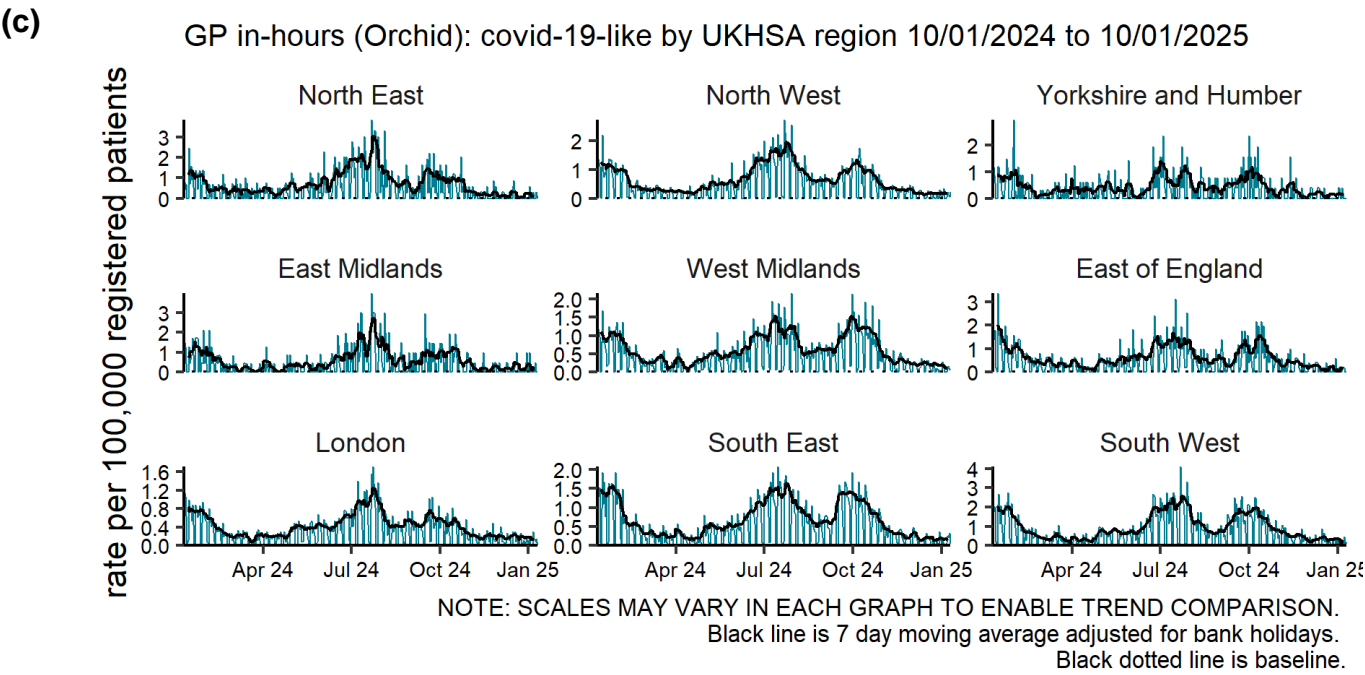 (c)
GP in-hours (Orchid): covid-19-like by UKHSA region 10/01/2024 to 10/01/2025
rate per 100,000 registered patients
North East
3
2
1
0
North West
2
1
0
Yorkshire and Humber
2
1
0
East Midlands
3
2
1
0
West Midlands
2.0
1.5
1.0
0.5
0.0
East of England
3
2
1
0
London
1.6
1.2
0.8
0.4
0.0
South East
2.0
1.5
1.0
0.5
0.0
South West
4
3
2
1
0
Apr 24 Jul 24 Oct 24 Jan 25
Apr 24 Jul 24 Oct 24 Jan 25
Apr 24 Jul 24 Oct 24 Jan 25
NOTE: SCALES MAY VARY IN EACH GRAPH TO ENABLE TREND COMPARISON.
Black line is 7 day moving average adjusted for bank holidays.
Black dotted line is baseline.